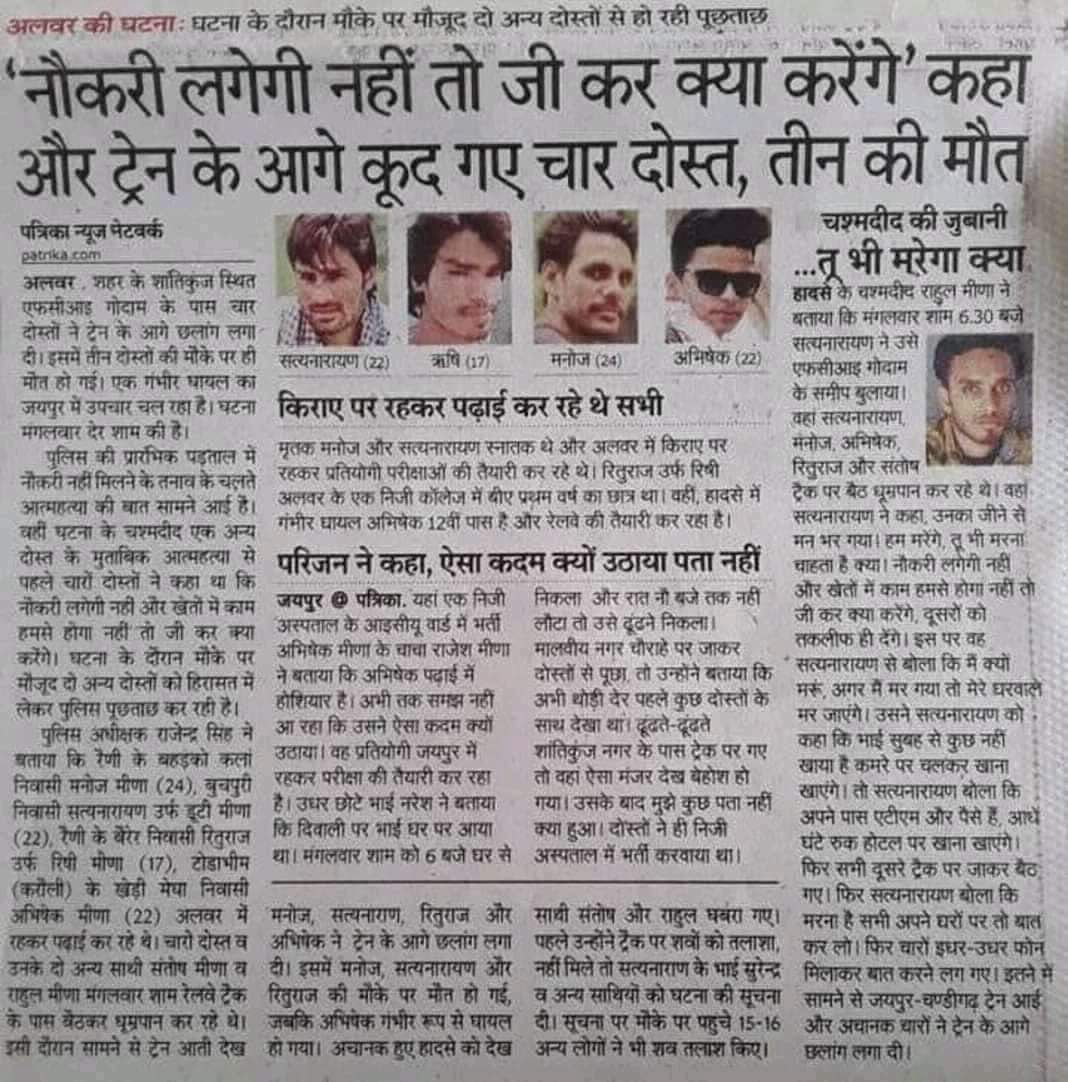 अलवर की घटना: घटना के दौरान मौके पर मौजूद दो अन्य दोस्तों से हो रही पूछताछ
'नौकरी लगेगी नहीं तो जी कर क्या करेंगे' कहा
और ट्रेन के आगे कूद गए चार दोस्त, तीन की मौत
पत्रिका न्यूज नेटवर्क
patrika.com
अलवर . शहर के शांतिकुंज स्थित
एफसीआइ गोदाम के पास चार
दोस्तों ने ट्रेन के आगे छलांग लगा
दी। इसमें तीन दोस्तों की मौके पर ही
मौत हो गई। एक गंभीर घायल का
जयपुर में उपचार चल रहा है। घटना
मंगलवार देर शाम की है।
पुलिस की प्रारंभिक पड़ताल में
नौकरी नहीं मिलने के तनाव के चलते
आत्महत्या की बात सामने आई है।
वहीं घटना के चश्मदीद एक अन्य
दोस्त के मुताबिक आत्महत्या से
पहले चारों दोस्तों ने कहा था कि
नौकरी लगेगी नहीं और खेतों में काम
हमसे होगा नहीं तो जी कर क्या
करेंगे। घटना के दौरान मौके पर
मौजूद दो अन्य दोस्तों को हिरासत में
लेकर पुलिस पूछताछ कर रही है।
पुलिस अधीक्षक राजेन्द्र सिंह ने
बताया कि रैणी के बहड़को कलां
निवासी मनोज मीणा (24), बुचपुरी
निवासी सत्यनारायण उर्फ डूटी मीणा
(22), रैणी के बेरेर निवासी रितुराज
उर्फ रिषी मीणा (17), टोडाभीम
(करौली) के खेड़ी मेघा निवासी
अभिषेक मीणा (22) अलवर में
रहकर पढ़ाई कर रहे थे। चारों दोस्त व
उनके दो अन्य साथी संतोष मीणा व
राहुल मीणा मंगलवार शाम रेलवे ट्रैक
के पास बैठकर धूम्रपान कर रहे थे।
इसी दौरान सामने से ट्रेन आती देख
सत्यनारायण (22)
ऋषि (17)
मनोज (24)
अभिषेक (22)
किराए पर रहकर पढ़ाई कर रहे थे सभी
मृतक मनोज और सत्यनारायण स्नातक थे और अलवर में किराए पर
रहकर प्रतियोगी परीक्षाओं की तैयारी कर रहे थे। रितुराज उर्फ रिषी
अलवर के एक निजी कॉलेज में बीए प्रथम वर्ष का छात्र था। वहीं, हादसे में
गंभीर घायल अभिषेक 12वीं पास है और रेलवे की तैयारी कर रहा है।
परिजन ने कहा, ऐसा कदम क्यों उठाया पता नहीं
जयपुर @ पत्रिका. यहां एक निजी
अस्पताल के आइसीयू वार्ड में भर्ती
अभिषेक मीणा के चाचा राजेश मीणा
ने बताया कि अभिषेक पढ़ाई में
होशियार है। अभी तक समझ नहीं
आ रहा कि उसने ऐसा कदम क्यों
उठाया। वह प्रतियोगी जयपुर में
रहकर परीक्षा की तैयारी कर रहा
है। उधर छोटे भाई नरेश ने बताया
कि दिवाली पर भाई घर पर आया
था। मंगलवार शाम को 6 बजे घर से
निकला और रात नौ बजे तक नहीं
लौटा तो उसे ढूंढने निकला।
मालवीय नगर चौराहे पर जाकर
दोस्तों से पूछा, तो उन्होंने बताया कि
अभी थोड़ी देर पहले कुछ दोस्तों के
साथ देखा था। ढूंढते-ढूंढते
शांतिकुंज नगर के पास ट्रेक पर गए
तो वहां ऐसा मंजर देख बेहोश हो
गया। उसके बाद मुझे कुछ पता नहीं
क्या हुआ। दोस्तों ने ही निजी
अस्पताल में भर्ती करवाया था।
मनोज, सत्यनाराण, रितुराज और
अभिषेक ने ट्रेन के आगे छलांग लगा
दी। इसमें मनोज, सत्यनारायण और
रितुराज की मौके पर मौत हो गई,
जबकि अभिषेक गंभीर रूप से घायल
हो गया। अचानक हुए हादसे को देख
साथी संतोष और राहुल घबरा गए।
पहले उन्होंने ट्रैक पर शवों को तलाशा,
नहीं मिले तो सत्यनाराण के भाई सुरेन्द्र
व अन्य साथियों को घटना की सूचना
दी। सूचना पर मौके पर पहुंचे 15-16
अन्य लोगों ने भी शव तलाश किए।
चश्मदीद की जुबानी
...तू भी मरेगा क्या
हादसे के चश्मदीद राहुल मीणा ने
बताया कि मंगलवार शाम 6.30 बजे
सत्यनारायण ने उसे
एफसीआइ गोदाम
के समीप बुलाया।
वहां सत्यनारायण,
मनोज, अभिषेक,
रितुराज और संतोष
ट्रैक पर बैठ धूम्रपान कर रहे थे। वहां
सत्यनारायण ने कहा, उनका जीने से
मन भर गया। हम मरेंगे, तू भी मरना
चाहता है क्या। नौकरी लगेगी नहीं
और खेतों में काम हमसे होगा नहीं तो
जी कर क्या करेंगे, दूसरों को
तकलीफ ही देंगे। इस पर वह
सत्यनारायण से बोला कि मैं क्यों
मरूं, अगर मैं मर गया तो मेरे घरवाले
मर जाएंगे। उसने सत्यनारायण को
कहा कि भाई सुबह से कुछ नहीं
खाया है कमरे पर चलकर खाना
खाएंगे। तो सत्यनारायण बोला कि
अपने पास एटीएम और पैसे हैं, आधे
घंटे रुक होटल पर खाना खाएंगे।
फिर सभी दूसरे ट्रैक पर जाकर बैठ
गए। फिर सत्यनारायण बोला कि
मरना है सभी अपने घरों पर तो बात
कर लो। फिर चारों इधर-उधर फोन
मिलाकर बात करने लग गए। इतने में
सामने से जयपुर-चण्डीगढ़ ट्रेन आई
और अचानक चारों ने ट्रेन के आगे
छलांग लगा दी।